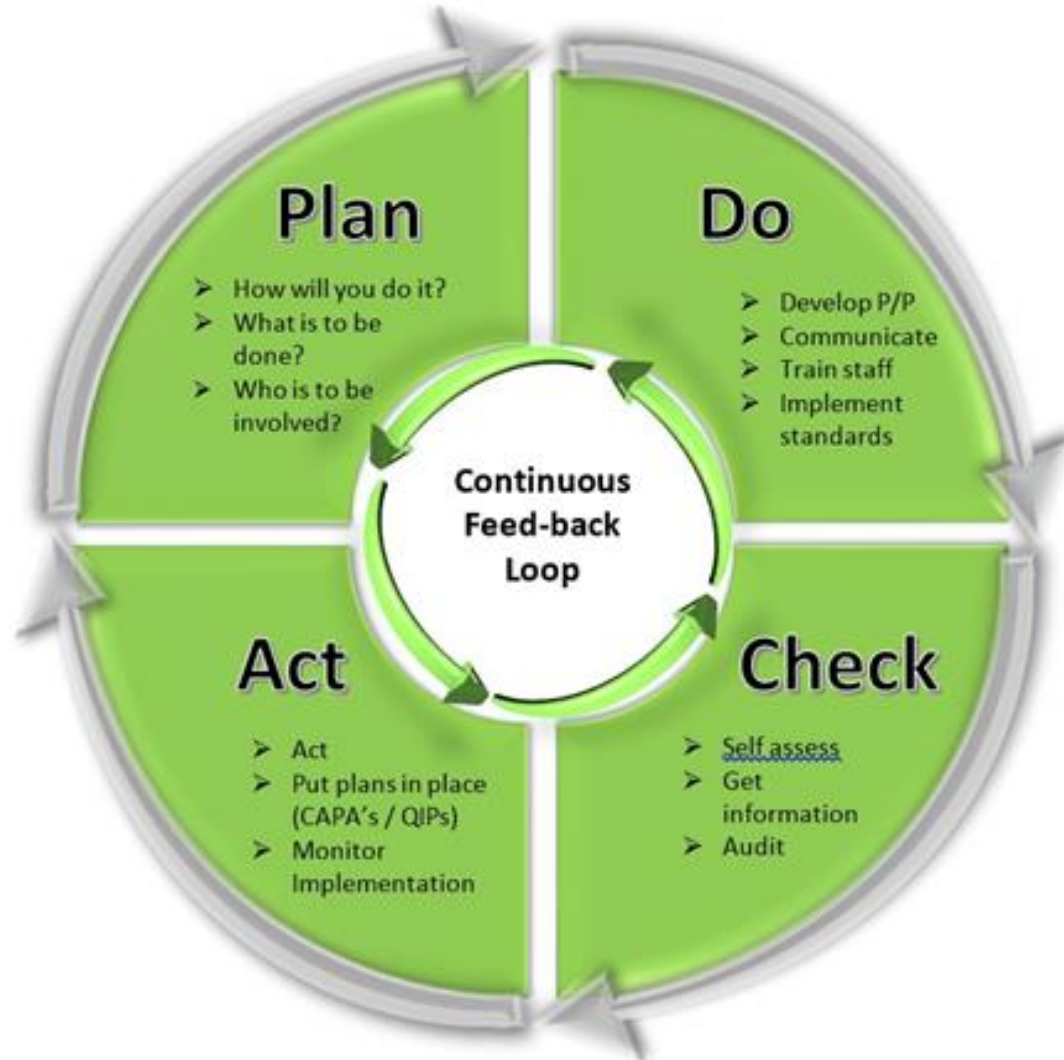 Plan
➢ How will you do it?
➢ What is to be
done?
➢ Who is to be
involved?
Do
➢ Develop P/P
➢ Communicate
➢ Train staff
➢ Implement
standards
Continuous
Feed-back
Loop
Act
➢ Act
➢ Put plans in place
(CAPA's / QIPs)
➢ Monitor
Implementation
Check
➢ Self assess
➢ Get
information
➢ Audit